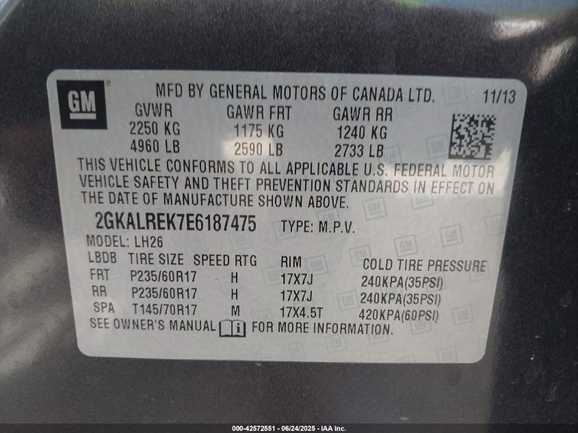 GM
MFD BY GENERAL MOTORS OF CANADA LTD. 11/13
GVWR GAWR FRT GAWR RR
2250 KG 1175 KG 1240 KG
4960 LB 2590 LB 2733 LB
THIS VEHICLE CONFORMS TO ALL APPLICABLE U.S. FEDERAL MOTOR
VEHICLE SAFETY AND THEFT PREVENTION STANDARDS IN EFFECT ON
THE DATE OF MANUFACTURE SHOWN ABOVE.
2GKALREK7E6187475 TYPE: M.P.V.
MODEL: LH26
LBDB TIRE SIZE SPEED RTG RIM COLD TIRE PRESSURE
FRT P235/60R17 H 17X7J 240KPA(35PSI)
RR P235/60R17 H 17X7J 240KPA(35PSI)
SPA T145/70R17 M 17X4.5T 420KPA(60PSI)
SEE OWNER'S MANUAL FOR MORE INFORMATION.
000-42572551 - 06/24/2025 - IAA, Inc.